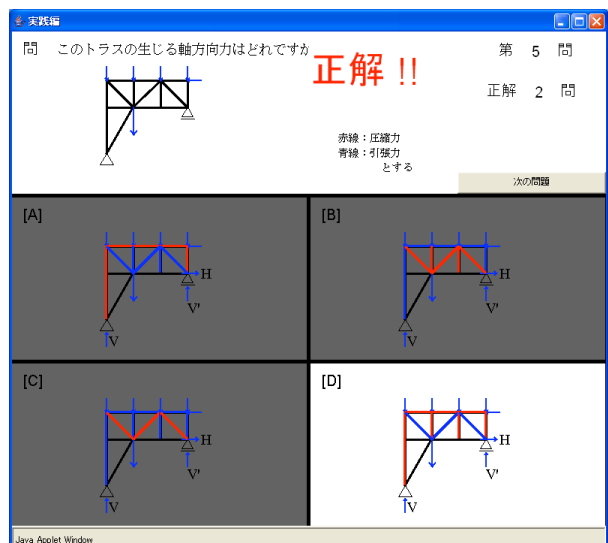 実践編
問 このトラスの生じる軸方向力はどれですか
正解 !!
第 5 問
正解 2 問
赤線：圧縮力
青線：引張力
とする
次の問題
[A]
H
V'
V
[B]
H
V'
V
[C]
H
V'
V
[D]
H
V'
V
Java Applet Window